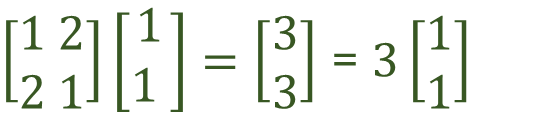 [1 2] [1] = [3] = 3 [1]
[2 1] [1] [3] [1]